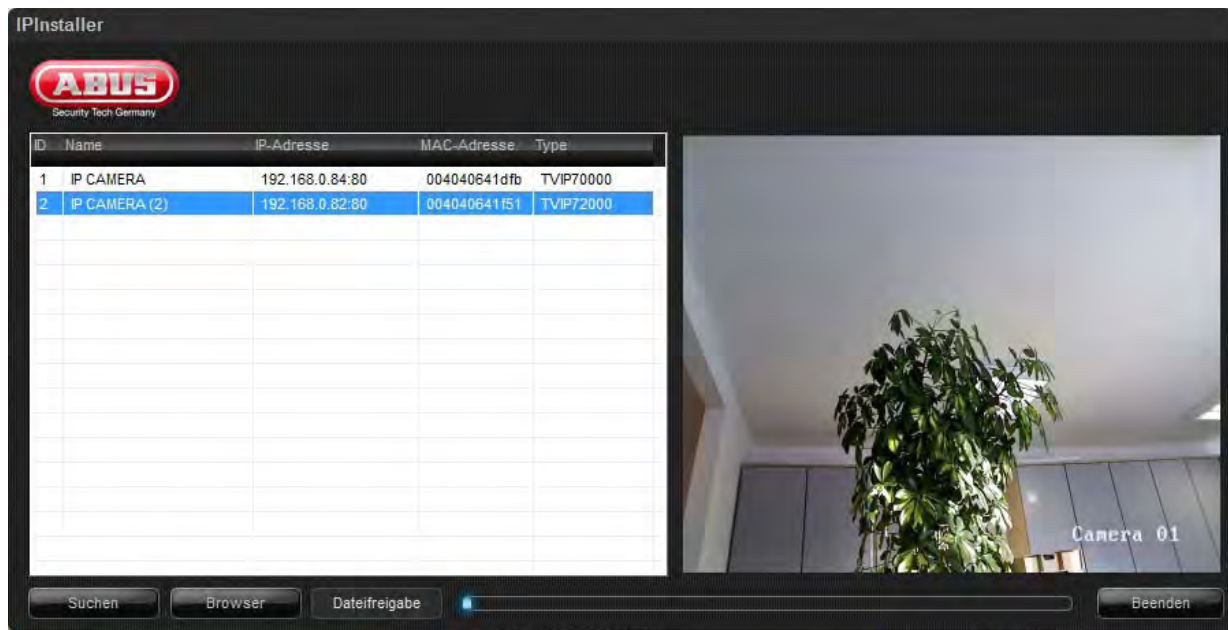 IPInstaller
ABUS
Security Tech Germany
ID Name IP-Adresse MAC-Adresse Type
1 IP CAMERA 192.168.0.84:80 004040641dfb TVIP70000
2 IP CAMERA (2) 192.168.0.82:80 004040641f51 TVIP72000
Camera 01
Suchen Browser Dateifreigabe Beenden